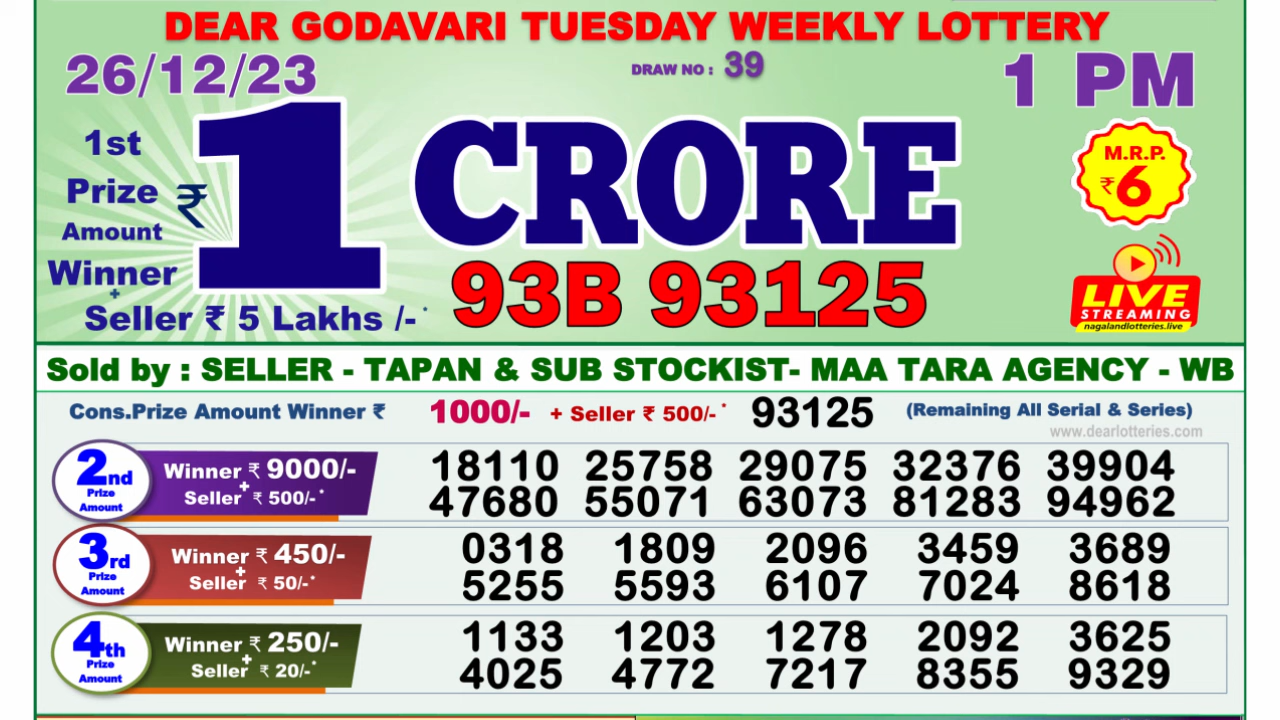 DEAR GODAVARI TUESDAY WEEKLY LOTTERY
26/12/23 DRAW NO : 39 1 PM
1st Prize Amount ₹ 1 CRORE
M.R.P. ₹6
Winner + Seller ₹ 5 Lakhs /-*
93B 93125
LIVE
STREAMING
nagalandlotteries.live
Sold by : SELLER - TAPAN & SUB STOCKIST- MAA TARA AGENCY - WB
Cons.Prize Amount Winner ₹ 1000/- + Seller ₹ 500/-* 93125 (Remaining All Serial & Series)
www.dearlotteries.com
2nd Prize Amount
Winner ₹ 9000/-
+
Seller ₹ 500/-*
18110 25758 29075 32376 39904
47680 55071 63073 81283 94962
3rd Prize Amount
Winner ₹ 450/-
+
Seller ₹ 50/-*
0318 1809 2096 3459 3689
5255 5593 6107 7024 8618
4th Prize Amount
Winner ₹ 250/-
+
Seller ₹ 20/-*
1133 1203 1278 2092 3625
4025 4772 7217 8355 9329